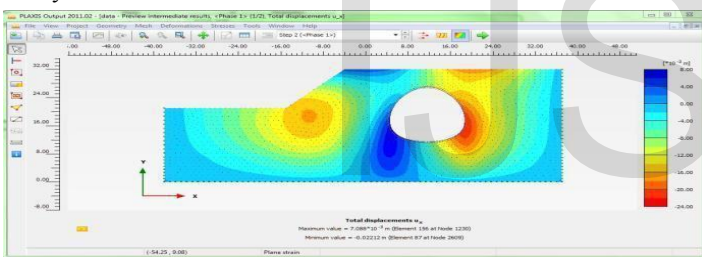 PLAXIS Output 2011.02 - [data - Preview intermediate results, <Phase 1> (1/2), Total displacements u_x]
File View Project Geometry Mesh Deformations Stresses Tools Window Help
Step 2 <Phase 1>
-48.00 -40.00 -32.00 -24.00 -16.00 -8.00 0.00 8.00 16.00 24.00 32.00 40.00 48.00
[*10⁻³ m]
32.00
24.00
16.00
8.00
0.00
-8.00
8.00
4.00
0.00
-4.00
-8.00
-12.00
-16.00
-20.00
-24.00
Y
x
Total displacements uₓ
Maximum value = 7.088*10⁻³ m (Element 156 at Node 1230)
Minimum value = -0.02212 m (Element 87 at Node 2609)
(-54.25 , 9.08) Plane strain